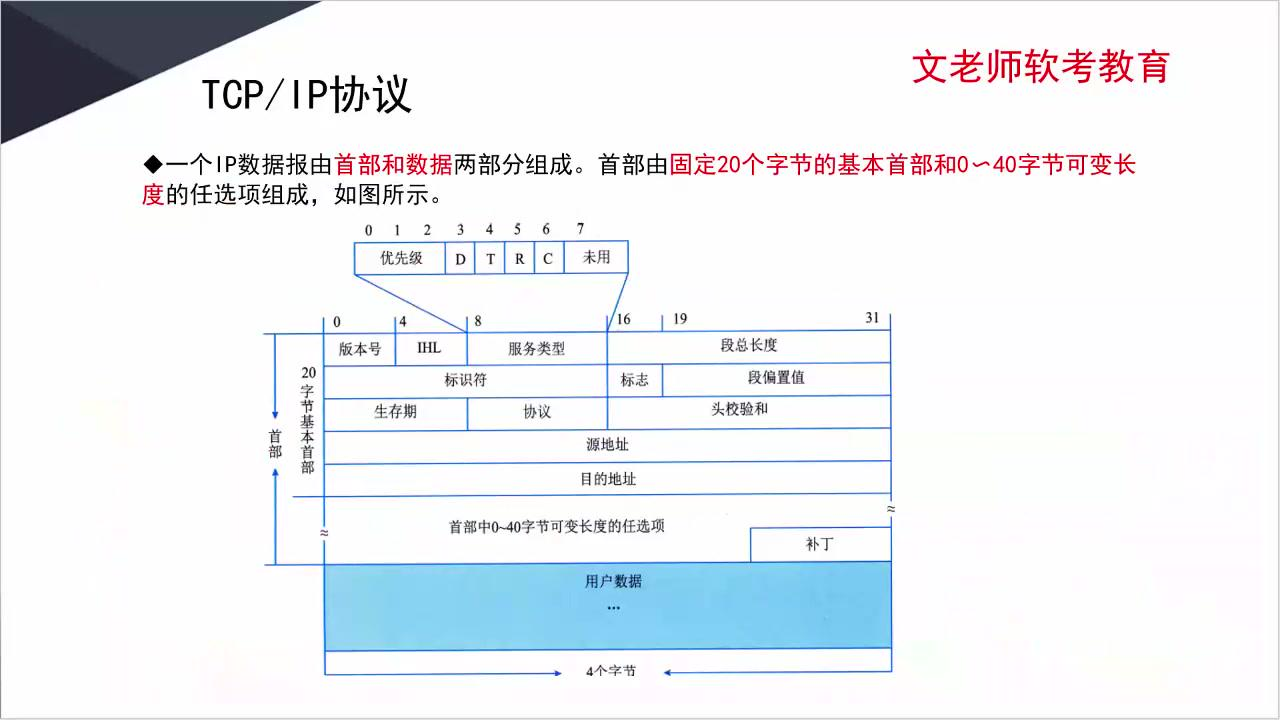 文老师软考教育
TCP/IP协议
◆一个IP数据报由首部和数据两部分组成。首部由固定20个字节的基本首部和0～40字节可变长
度的任选项组成，如图所示。
0 1 2 3 4 5 6 7
优先级 D T R C 未用
0 4 8 16 19 31
版本号 IHL 服务类型 段总长度
标识符 标志 段偏置值
生存期 协议 头校验和
源地址
目的地址
20字节基本首部
首部
首部中0~40字节可变长度的任选项
补丁
用户数据
...
4个字节